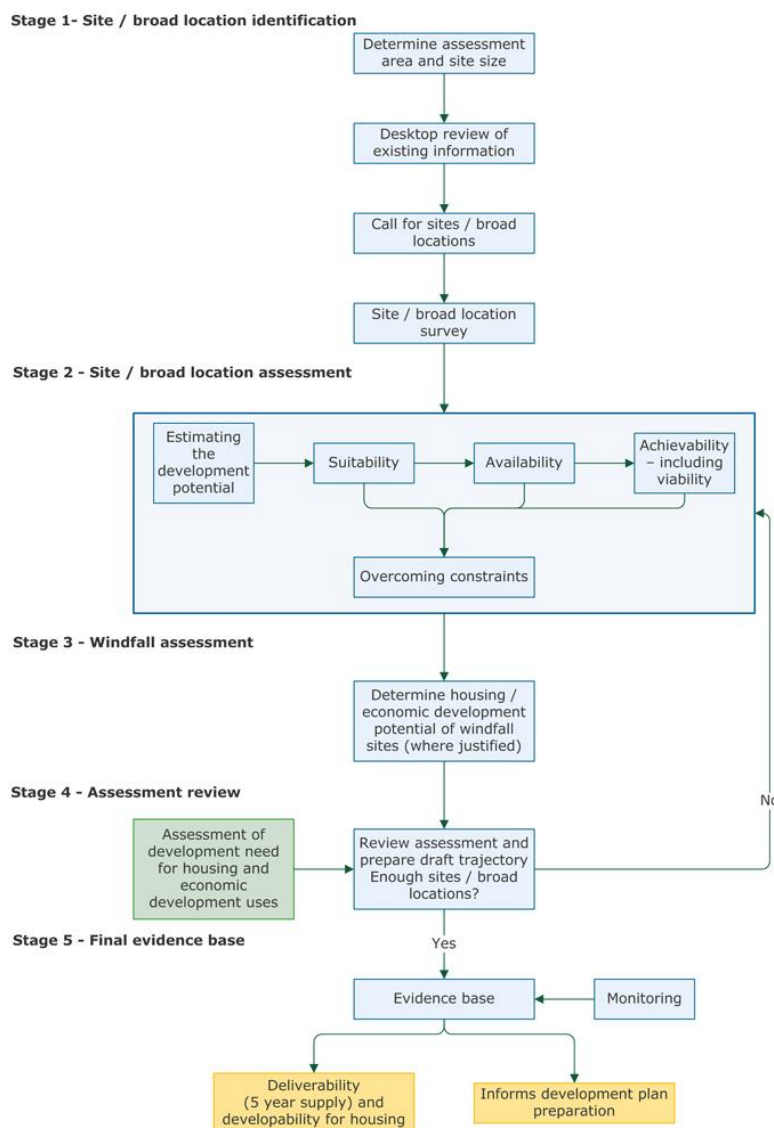 Stage 1- Site / broad location identification
Determine assessment
area and site size
Desktop review of
existing information
Call for sites / broad
locations
Site / broad location
survey
Stage 2 - Site / broad location assessment
Estimating
the
development
potential
Suitability
Availability
Achievability
– including
viability
Overcoming constraints
Stage 3 - Windfall assessment
Determine housing /
economic development
potential of windfall
sites (where justified)
Stage 4 - Assessment review
No
Assessment of
development need
for housing and
economic
development uses
Review assessment and
prepare draft trajectory
Enough sites / broad
locations?
Stage 5 - Final evidence base
Yes
Evidence base
Monitoring
Deliverability
(5 year supply) and
developability for housing
Informs development plan
preparation